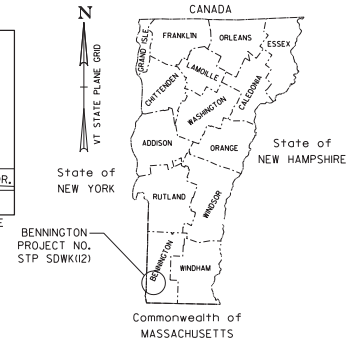 CANADA
N
VT STATE PLANE GRID
GRAND ISLE
FRANKLIN
ORLEANS
ESSEX
LAMOILLE
CHITTENDEN
CALEDONIA
WASHINGTON
ADDISON
ORANGE
State of
NEW HAMPSHIRE
State of
NEW YORK
RUTLAND
WINDSOR
BENNINGTON
PROJECT NO.
STP SDWK(12)
BENNINGTON
WINDHAM
Commonwealth of
MASSACHUSETTS
OR.
E